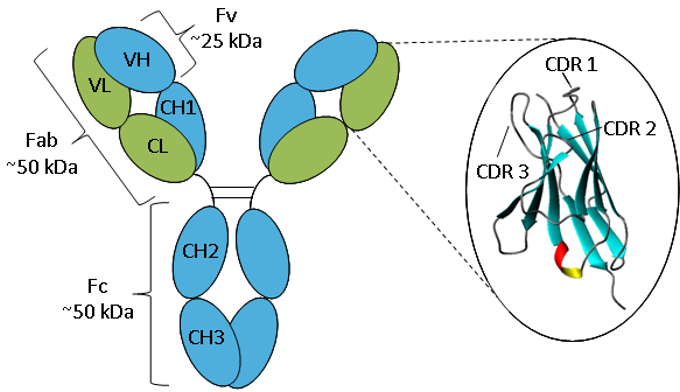 Fv
~25 kDa
VH
VL
CH1
CL
Fab
~50 kDa
CH2
Fc
~50 kDa
CH3
CDR 1
CDR 2
CDR 3